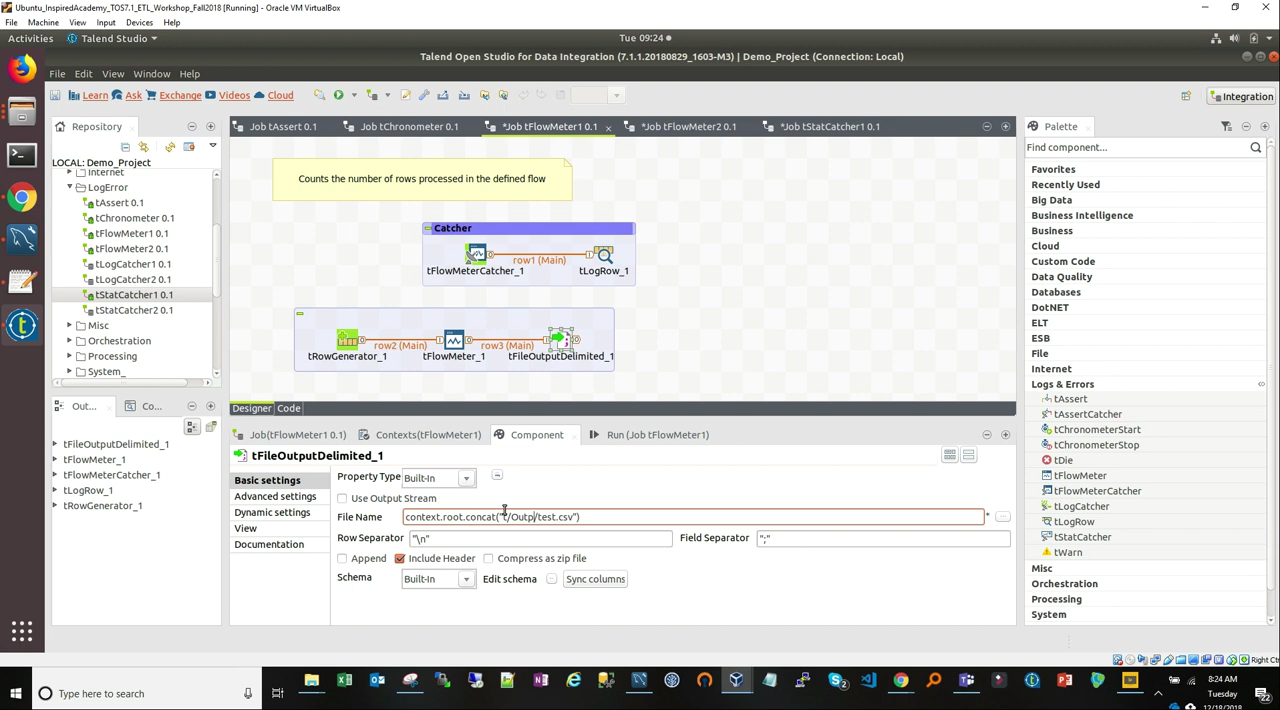 Ubuntu_InspiredAcademy_TOS7.1_ETL_Workshop_Fall2018 [Running] - Oracle VM VirtualBox
File Machine View Input Devices Help
Activities Talend Studio Tue 09:24
Talend Open Studio for Data Integration (7.1.1.20180829_1603-M3) | Demo_Project (Connection: Local)
File Edit View Window Help
Learn Ask Exchange Videos Cloud Integration
Repository
Job tAssert 0.1 Job tChronometer 0.1 *Job tFlowMeter1 0.1 *Job tFlowMeter2 0.1 *Job tStatCatcher1 0.1
Palette
LOCAL: Demo_Project
Internet
LogError
tAssert 0.1
tChronometer 0.1
tFlowMeter1 0.1
tFlowMeter2 0.1
tLogCatcher1 0.1
tLogCatcher2 0.1
tStatCatcher1 0.1
tStatCatcher2 0.1
Misc
Orchestration
Processing
System_
Counts the number of rows processed in the defined flow
Catcher
row1 (Main)
tFlowMeterCatcher_1 tLogRow_1
row2 (Main) row3 (Main)
tRowGenerator_1 tFlowMeter_1 tFileOutputDelimited_1
Designer Code
Find component...
Favorites
Recently Used
Big Data
Business Intelligence
Business
Cloud
Custom Code
Data Quality
Databases
DotNET
ELT
ESB
File
Internet
Logs & Errors
tAssert
tAssertCatcher
tChronometerStart
tChronometerStop
tDie
tFlowMeter
tFlowMeterCatcher
tLogCatcher
tLogRow
tStatCatcher
tWarn
Misc
Orchestration
Processing
System
Out... Co...
tFileOutputDelimited_1
tFlowMeter_1
tFlowMeterCatcher_1
tLogRow_1
tRowGenerator_1
Job(tFlowMeter1 0.1) Contexts(tFlowMeter1) Component Run (Job tFlowMeter1)
tFileOutputDelimited_1
Basic settings
Advanced settings
Dynamic settings
View
Documentation
Property Type Built-In
Use Output Stream
File Name *
Row Separator "\n" Field Separator ";"
Append Include Header Compress as zip file
Schema Built-In Edit schema Sync columns
Right Ct
Type here to search
8:24 AM
Tuesday
12/18/2018
22